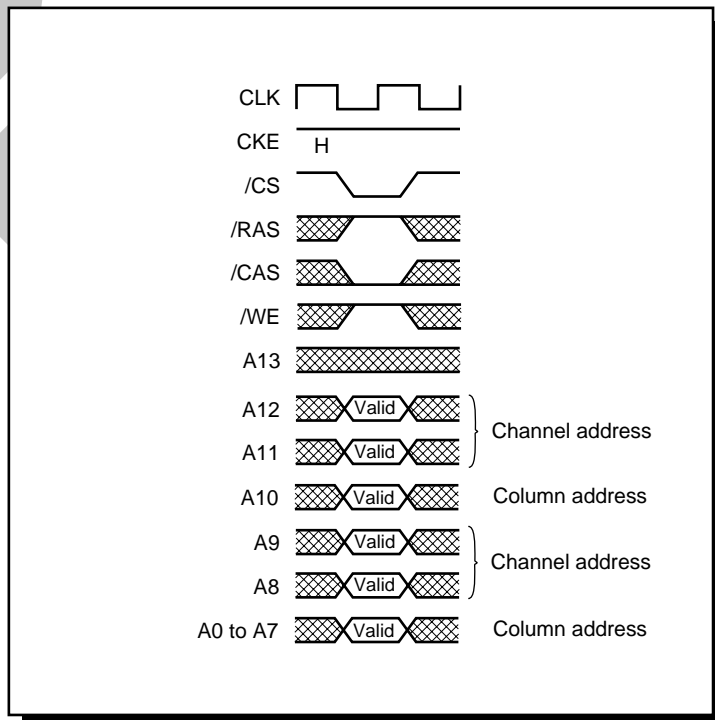 CLK
CKE H
/CS
/RAS
/CAS
/WE
A13
A12 Valid
Channel address
A11 Valid
A10 Valid Column address
A9 Valid
Channel address
A8 Valid
A0 to A7 Valid Column address